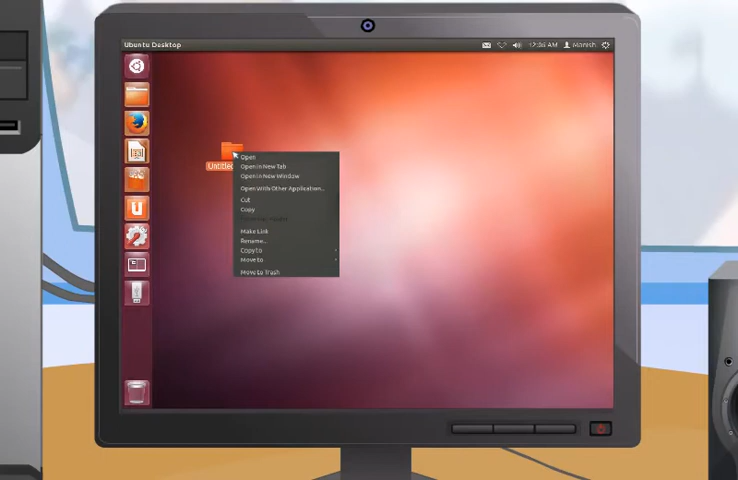 Ubuntu Desktop
12:06 AM Manish
Untitled
Open
Open in New Tab
Open in New Window
Open With Other Application...
Cut
Copy
Make Link
Rename...
Copy to
Move to
Move to Trash